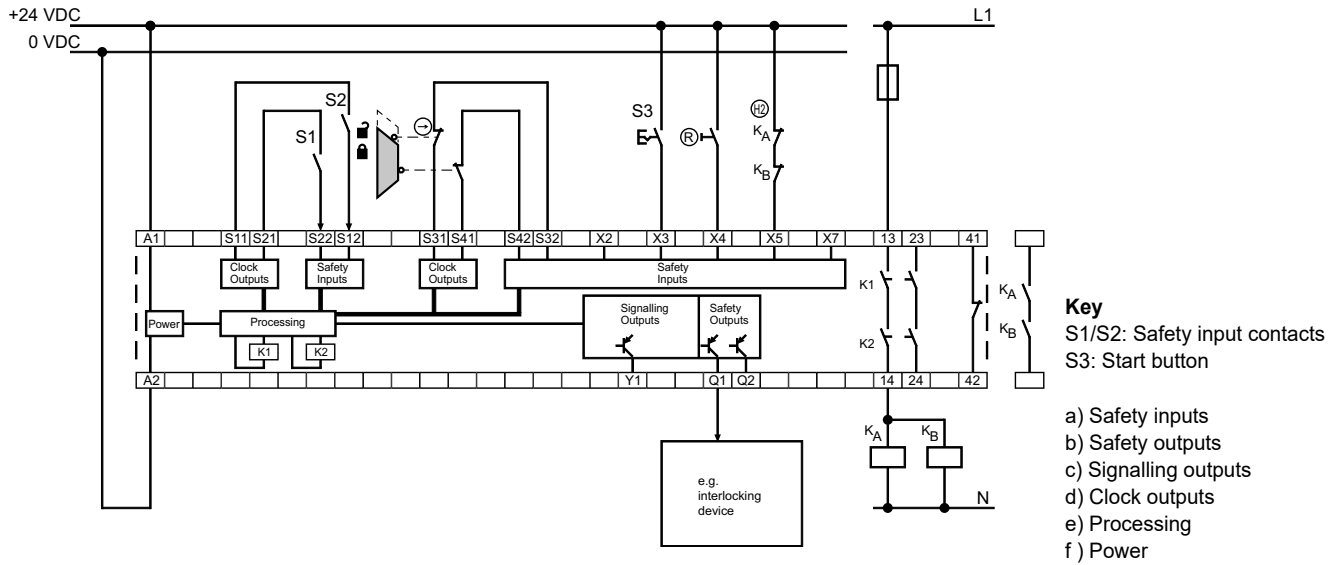 +24 VDC
0 VDC
L1
S1
S2
S3
R
H2
KA
KB
A1 S11 S21 S22 S12 S31 S41 S42 S32 X2 X3 X4 X5 X7 13 23 41
Clock
Outputs
Safety
Inputs
Clock
Outputs
Safety
Inputs
K1
Signalling
Outputs
Safety
Outputs
Power
Processing
K1
K2
K2
KA
KB
A2 Y1 Q1 Q2 14 24 42
KA
KB
e.g.
interlocking
device
N
Key
S1/S2: Safety input contacts
S3: Start button
a) Safety inputs
b) Safety outputs
c) Signalling outputs
d) Clock outputs
e) Processing
f ) Power